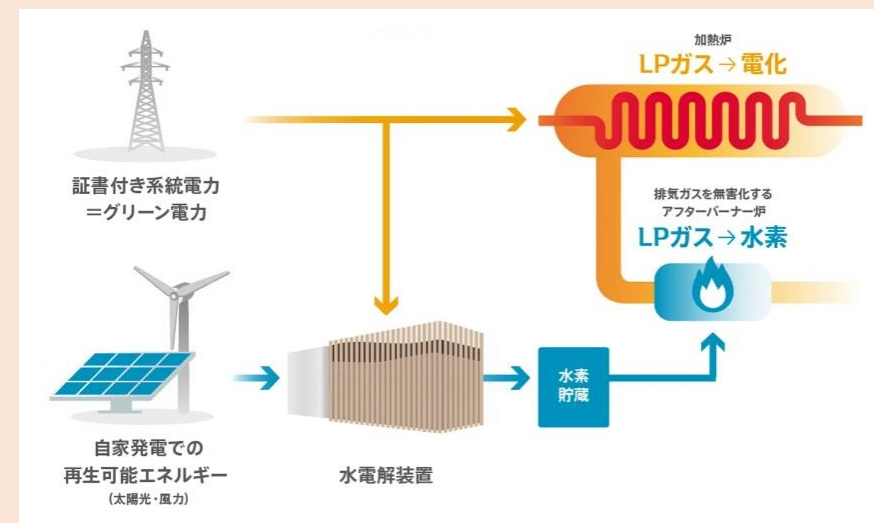 加熱炉
LPガス→電化
証書付き系統電力
＝グリーン電力
排気ガスを無害化する
アフターバーナー炉
LPガス→水素
水素
貯蔵
自家発電での
再生可能エネルギー
(太陽光・風力)
水電解装置